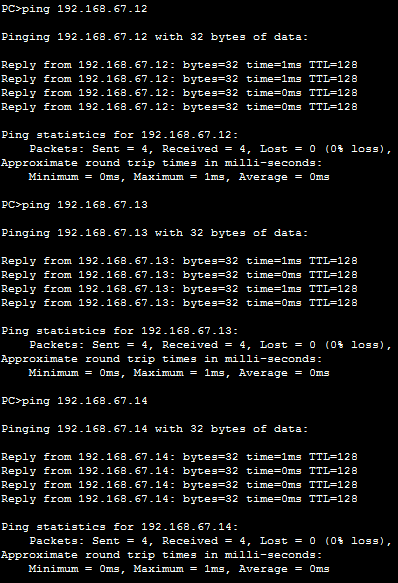 PC>ping 192.168.67.12
Pinging 192.168.67.12 with 32 bytes of data:
Reply from 192.168.67.12: bytes=32 time=1ms TTL=128
Reply from 192.168.67.12: bytes=32 time=1ms TTL=128
Reply from 192.168.67.12: bytes=32 time=0ms TTL=128
Reply from 192.168.67.12: bytes=32 time=0ms TTL=128
Ping statistics for 192.168.67.12:
Packets: Sent = 4, Received = 4, Lost = 0 (0% loss),
Approximate round trip times in milli-seconds:
Minimum = 0ms, Maximum = 1ms, Average = 0ms
PC>ping 192.168.67.13
Pinging 192.168.67.13 with 32 bytes of data:
Reply from 192.168.67.13: bytes=32 time=1ms TTL=128
Reply from 192.168.67.13: bytes=32 time=0ms TTL=128
Reply from 192.168.67.13: bytes=32 time=1ms TTL=128
Reply from 192.168.67.13: bytes=32 time=0ms TTL=128
Ping statistics for 192.168.67.13:
Packets: Sent = 4, Received = 4, Lost = 0 (0% loss),
Approximate round trip times in milli-seconds:
Minimum = 0ms, Maximum = 1ms, Average = 0ms
PC>ping 192.168.67.14
Pinging 192.168.67.14 with 32 bytes of data:
Reply from 192.168.67.14: bytes=32 time=1ms TTL=128
Reply from 192.168.67.14: bytes=32 time=0ms TTL=128
Reply from 192.168.67.14: bytes=32 time=0ms TTL=128
Reply from 192.168.67.14: bytes=32 time=0ms TTL=128
Ping statistics for 192.168.67.14:
Packets: Sent = 4, Received = 4, Lost = 0 (0% loss),
Approximate round trip times in milli-seconds:
Minimum = 0ms, Maximum = 1ms, Average = 0ms